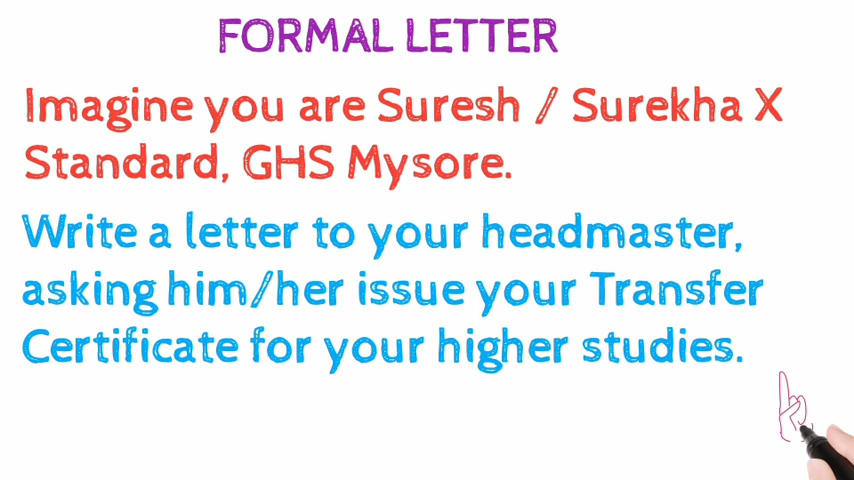 FORMAL LETTER
Imagine you are Suresh / Surekha X
Standard, GHS Mysore.
Write a letter to your headmaster,
asking him/her issue your Transfer
Certificate for your higher studies.